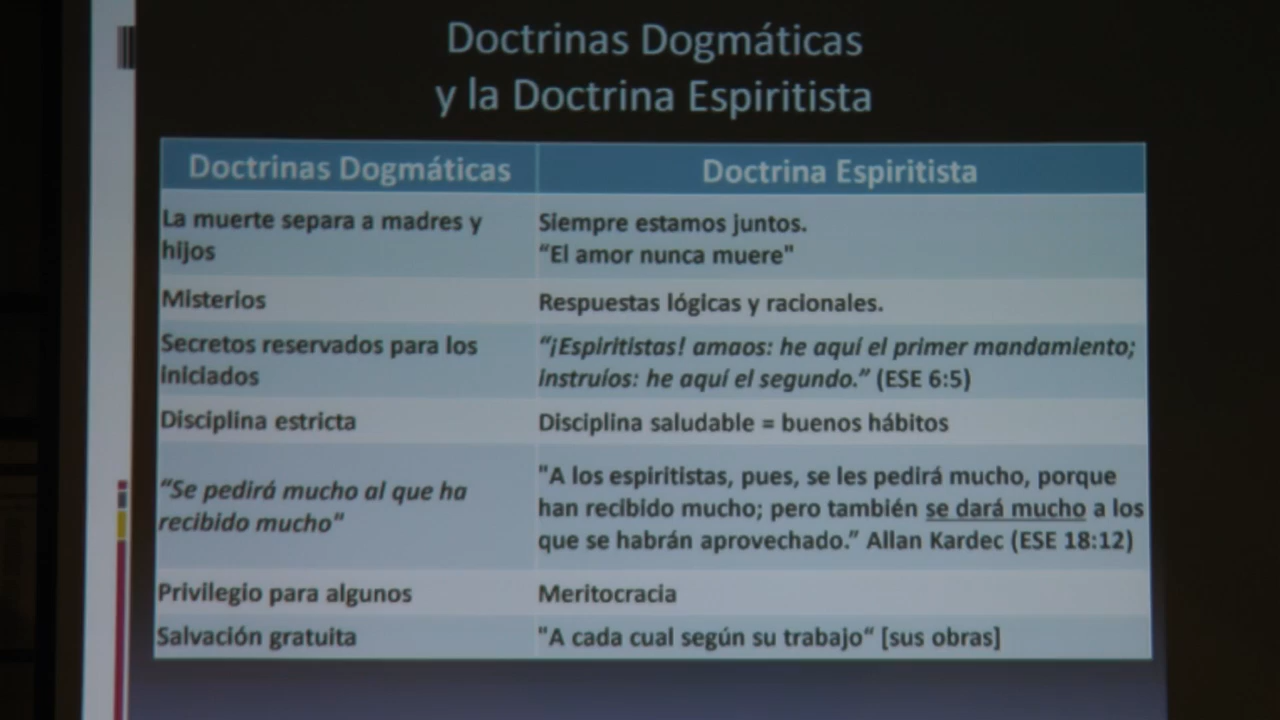 Doctrinas Dogmáticas
y la Doctrina Espiritista
Doctrinas Dogmáticas
Doctrina Espiritista
La muerte separa a madres y
hijos
Siempre estamos juntos.
“El amor nunca muere"
Misterios
Respuestas lógicas y racionales.
Secretos reservados para los
iniciados
“¡Espiritistas! amaos: he aquí el primer mandamiento;
instruíos: he aquí el segundo.” (ESE 6:5)
Disciplina estricta
Disciplina saludable = buenos hábitos
“Se pedirá mucho al que ha
recibido mucho"
"A los espiritistas, pues, se les pedirá mucho, porque
han recibido mucho; pero también se dará mucho a los
que se habrán aprovechado.” Allan Kardec (ESE 18:12)
Privilegio para algunos
Meritocracia
Salvación gratuita
"A cada cual según su trabajo“ [sus obras]